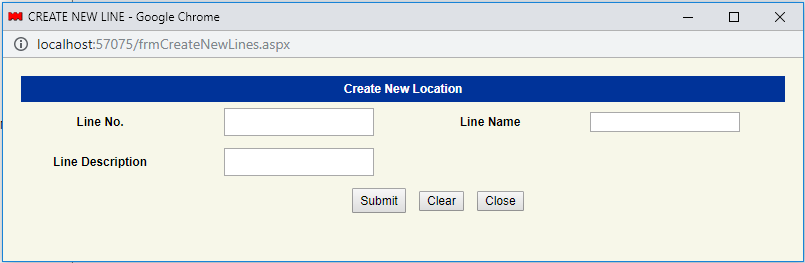 CREATE NEW LINE - Google Chrome
localhost:57075/frmCreateNewLines.aspx
Create New Location
Line No. Line Name
Line Description
Submit Clear Close